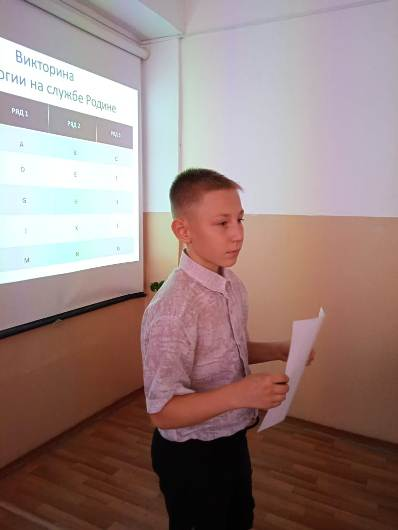 Викторина
огии на службе Родине
РЯД 1 РЯД 2 РЯД 3
A B C
D E F
G H I
J K
M N O